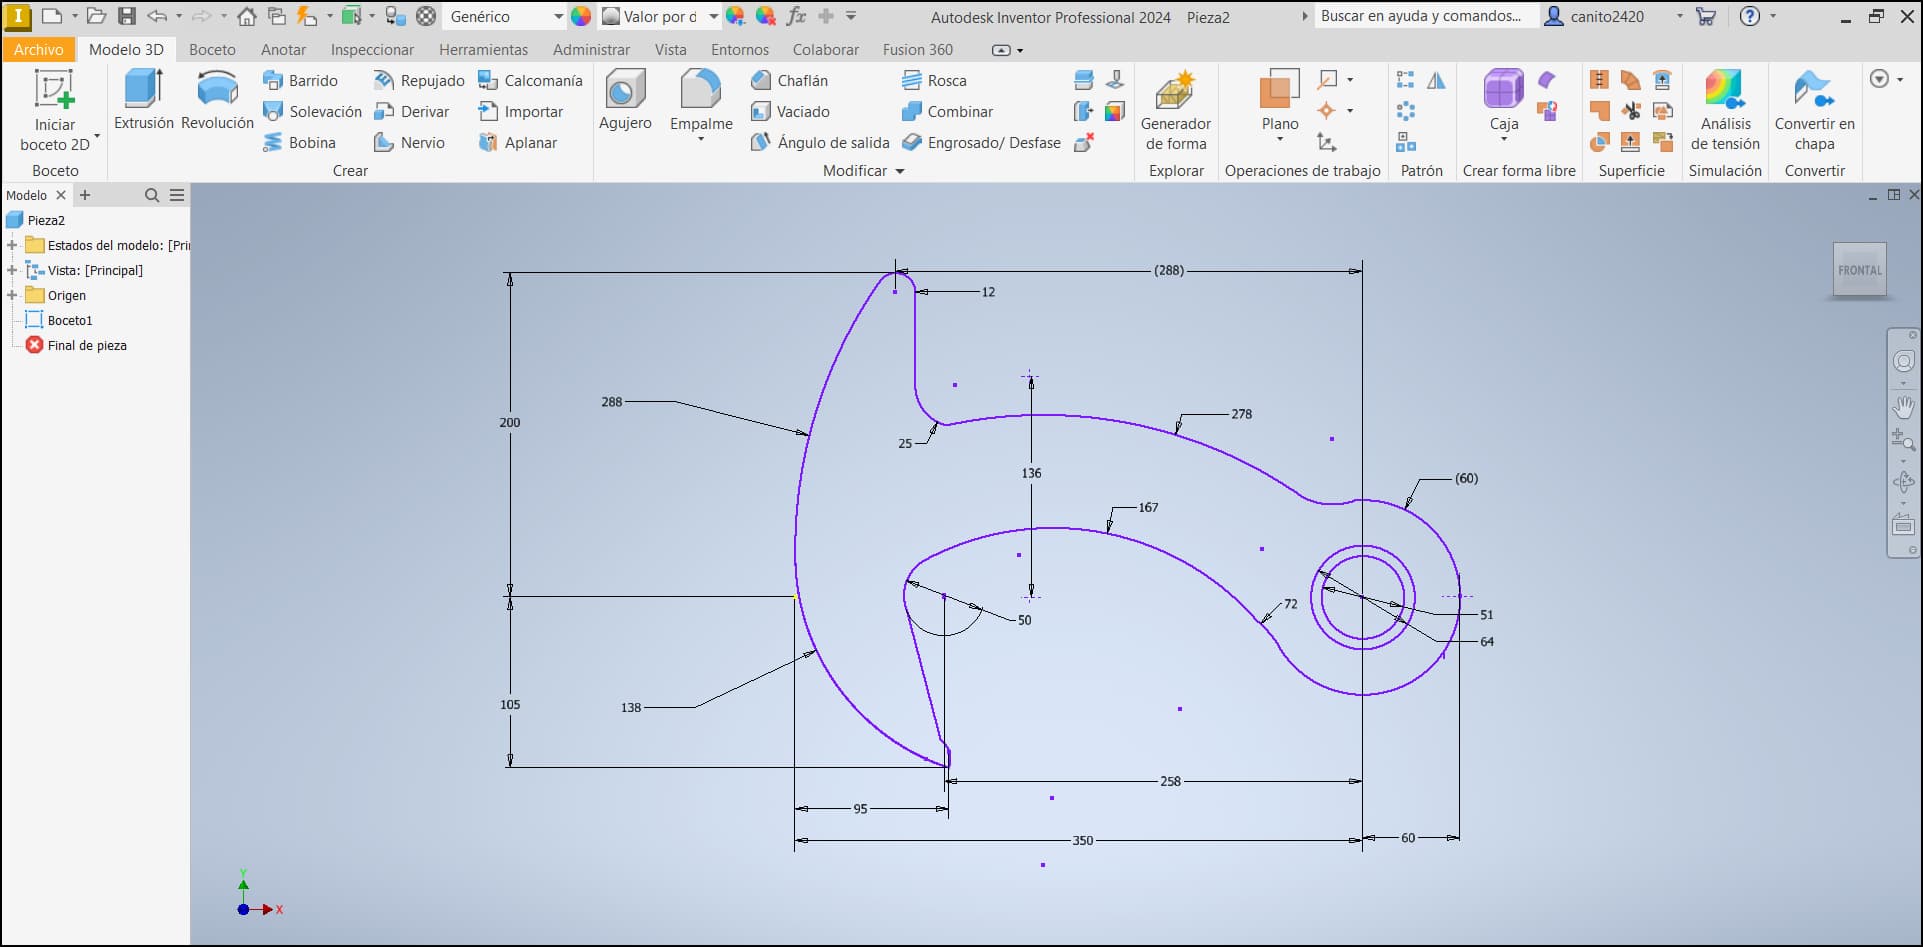 I Genérico Valor por d fx Autodesk Inventor Professional 2024 Pieza2 Buscar en ayuda y comandos... canito2420 ?
Archivo Modelo 3D Boceto Anotar Inspeccionar Herramientas Administrar Vista Entornos Colaborar Fusion 360
Iniciar
boceto 2D
Boceto
Extrusión
Revolución
Barrido
Solevación
Bobina
Repujado
Derivar
Nervio
Calcomanía
Importar
Aplanar
Crear
Agujero
Empalme
Chaflán
Vaciado
Ángulo de salida
Rosca
Combinar
Engrosado/ Desfase
Modificar
Generador
de forma
Explorar
Plano
Operaciones de trabajo
Patrón
Caja
Crear forma libre
Superficie
Análisis
de tensión
Simulación
Convertir en
chapa
Convertir
Modelo
Pieza2
Estados del modelo: [Pri
Vista: [Principal]
Origen
Boceto1
Final de pieza
FRONTAL
(288)
12
288
200
25
278
136
(60)
167
72
50
51
64
105
138
258
95
350
60
Y
X